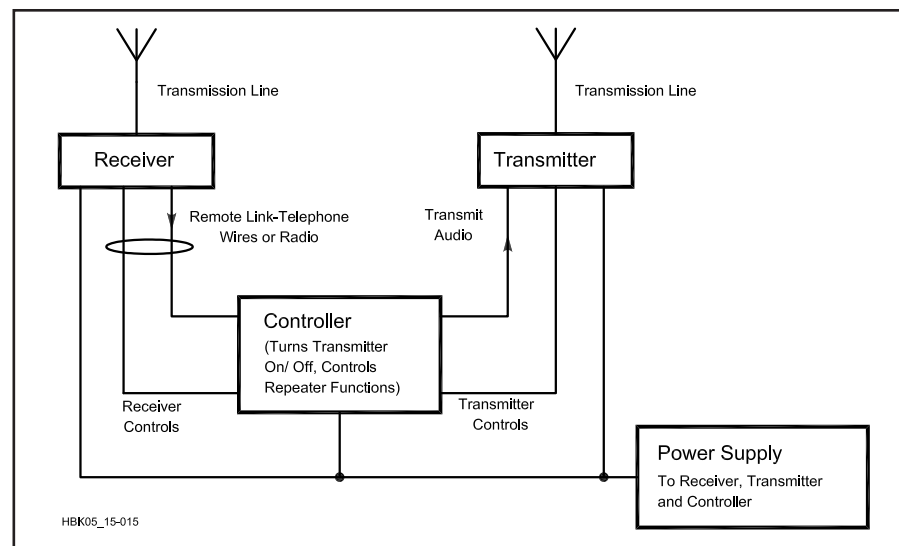 Transmission Line
Transmission Line
Receiver
Transmitter
Remote Link-Telephone
Wires or Radio
Transmit
Audio
Controller
(Turns Transmitter
On/ Off, Controls
Repeater Functions)
Receiver
Controls
Transmitter
Controls
Power Supply
To Receiver, Transmitter
and Controller
HBK05_15-015